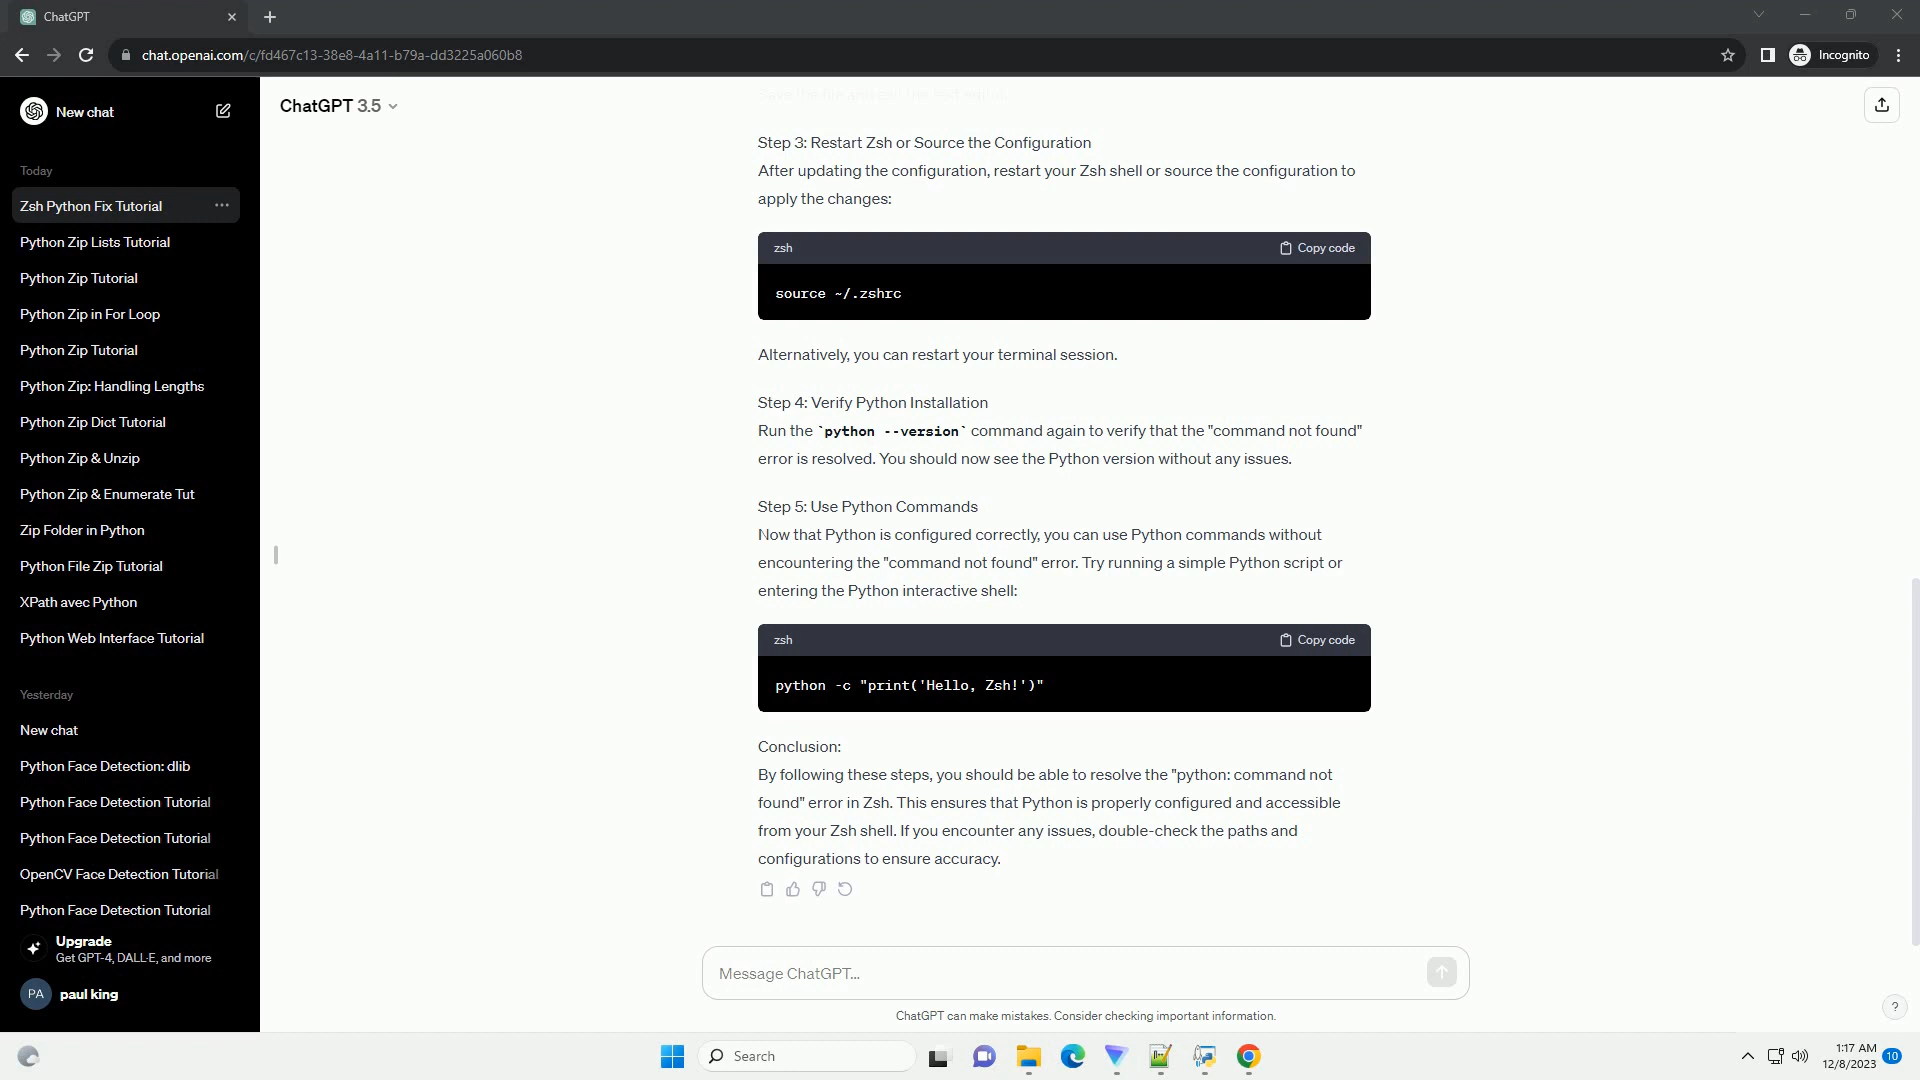 ChatGPT
chat.openai.com/c/fd467c13-38e8-4a11-b79a-dd3225a060b8
Incognito
New chat
Today
Zsh Python Fix Tutorial
Python Zip Lists Tutorial
Python Zip Tutorial
Python Zip in For Loop
Python Zip Tutorial
Python Zip: Handling Lengths
Python Zip Dict Tutorial
Python Zip & Unzip
Python Zip & Enumerate Tut
Zip Folder in Python
Python File Zip Tutorial
XPath avec Python
Python Web Interface Tutorial
Yesterday
New chat
Python Face Detection: dlib
Python Face Detection Tutorial
Python Face Detection Tutorial
OpenCV Face Detection Tutorial
Python Face Detection Tutorial
Upgrade
Get GPT-4, DALL·E, and more
PA paul king
ChatGPT 3.5
Step 3: Restart Zsh or Source the Configuration
After updating the configuration, restart your Zsh shell or source the configuration to
apply the changes:
zsh Copy code
source ~/.zshrc
Alternatively, you can restart your terminal session.
Step 4: Verify Python Installation
Run the `python --version` command again to verify that the "command not found"
error is resolved. You should now see the Python version without any issues.
Step 5: Use Python Commands
Now that Python is configured correctly, you can use Python commands without
encountering the "command not found" error. Try running a simple Python script or
entering the Python interactive shell:
zsh Copy code
python -c "print('Hello, Zsh!')"
Conclusion:
By following these steps, you should be able to resolve the "python: command not
found" error in Zsh. This ensures that Python is properly configured and accessible
from your Zsh shell. If you encounter any issues, double-check the paths and
configurations to ensure accuracy.
Message ChatGPT...
ChatGPT can make mistakes. Consider checking important information.
?
Search
1:17 AM
12/8/2023
10